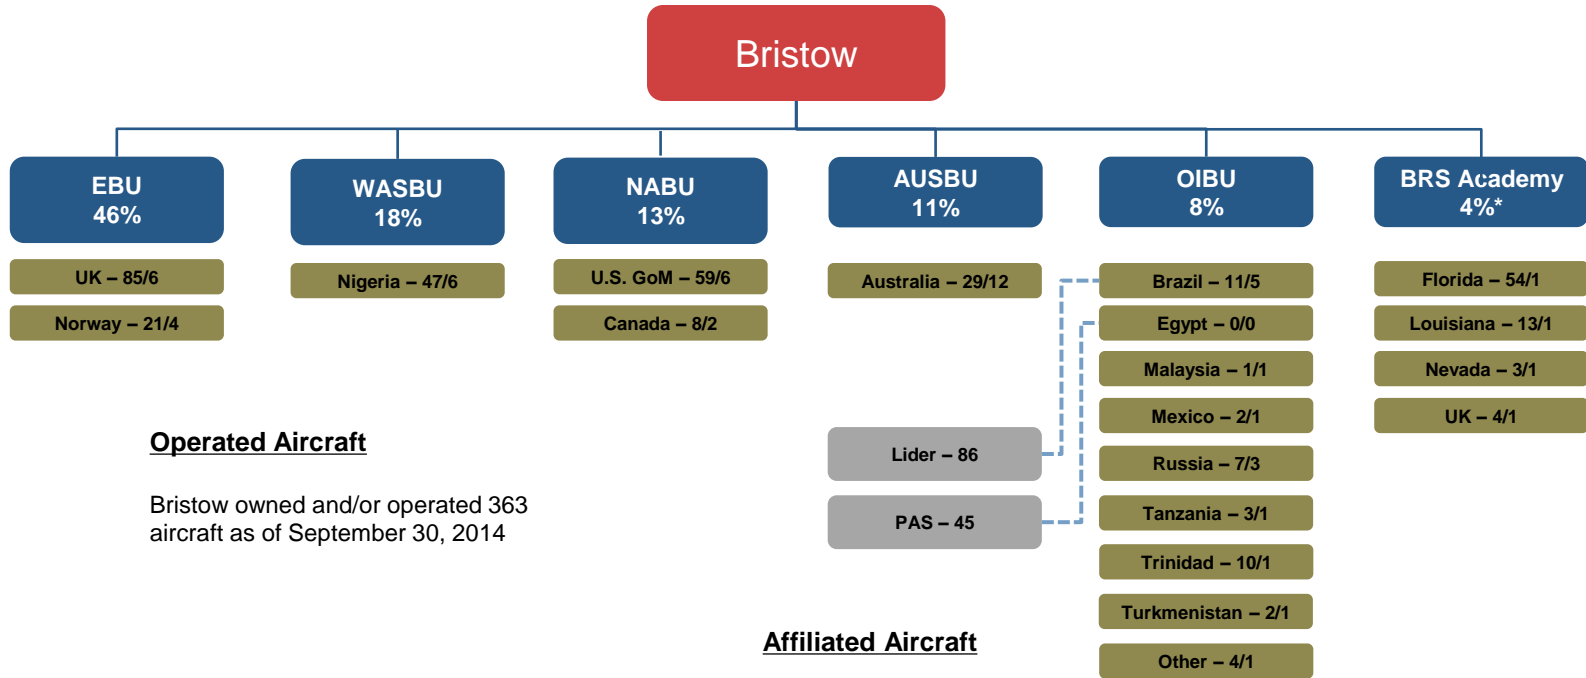 Bristow
EBU
46%
WASBU
18%
NABU
13%
AUSBU
11%
OIBU
8%
BRS Academy
4%*
UK – 85/6
Norway – 21/4
Nigeria – 47/6
U.S. GoM – 59/6
Canada – 8/2
Australia – 29/12
Brazil – 11/5
Egypt – 0/0
Malaysia – 1/1
Mexico – 2/1
Russia – 7/3
Tanzania – 3/1
Trinidad – 10/1
Turkmenistan – 2/1
Other – 4/1
Florida – 54/1
Louisiana – 13/1
Nevada – 3/1
UK – 4/1
Lider – 86
PAS – 45
Operated Aircraft
Bristow owned and/or operated 363
aircraft as of September 30, 2014
Affiliated Aircraft